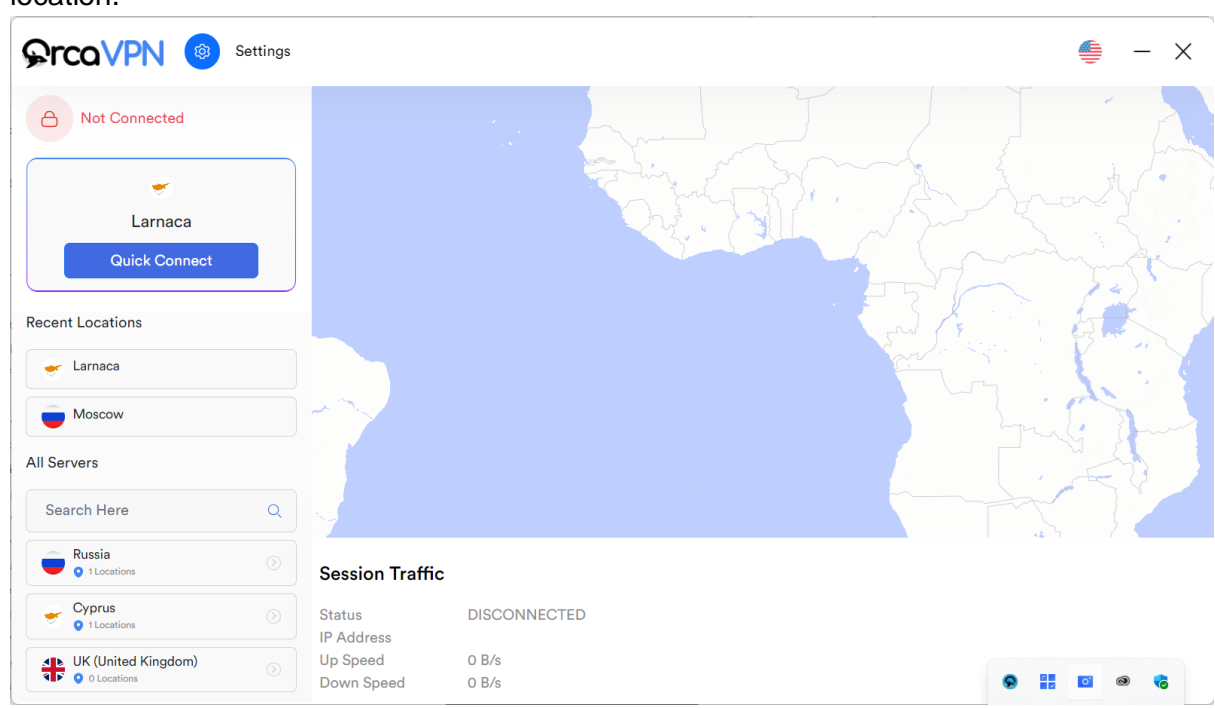 location.
OrcaVPN
Settings
Not Connected
Larnaca
Quick Connect
Recent Locations
Larnaca
Moscow
All Servers
Search Here
Russia
1 Locations
Cyprus
1 Locations
UK (United Kingdom)
0 Locations
Session Traffic
Status DISCONNECTED
IP Address
Up Speed 0 B/s
Down Speed 0 B/s